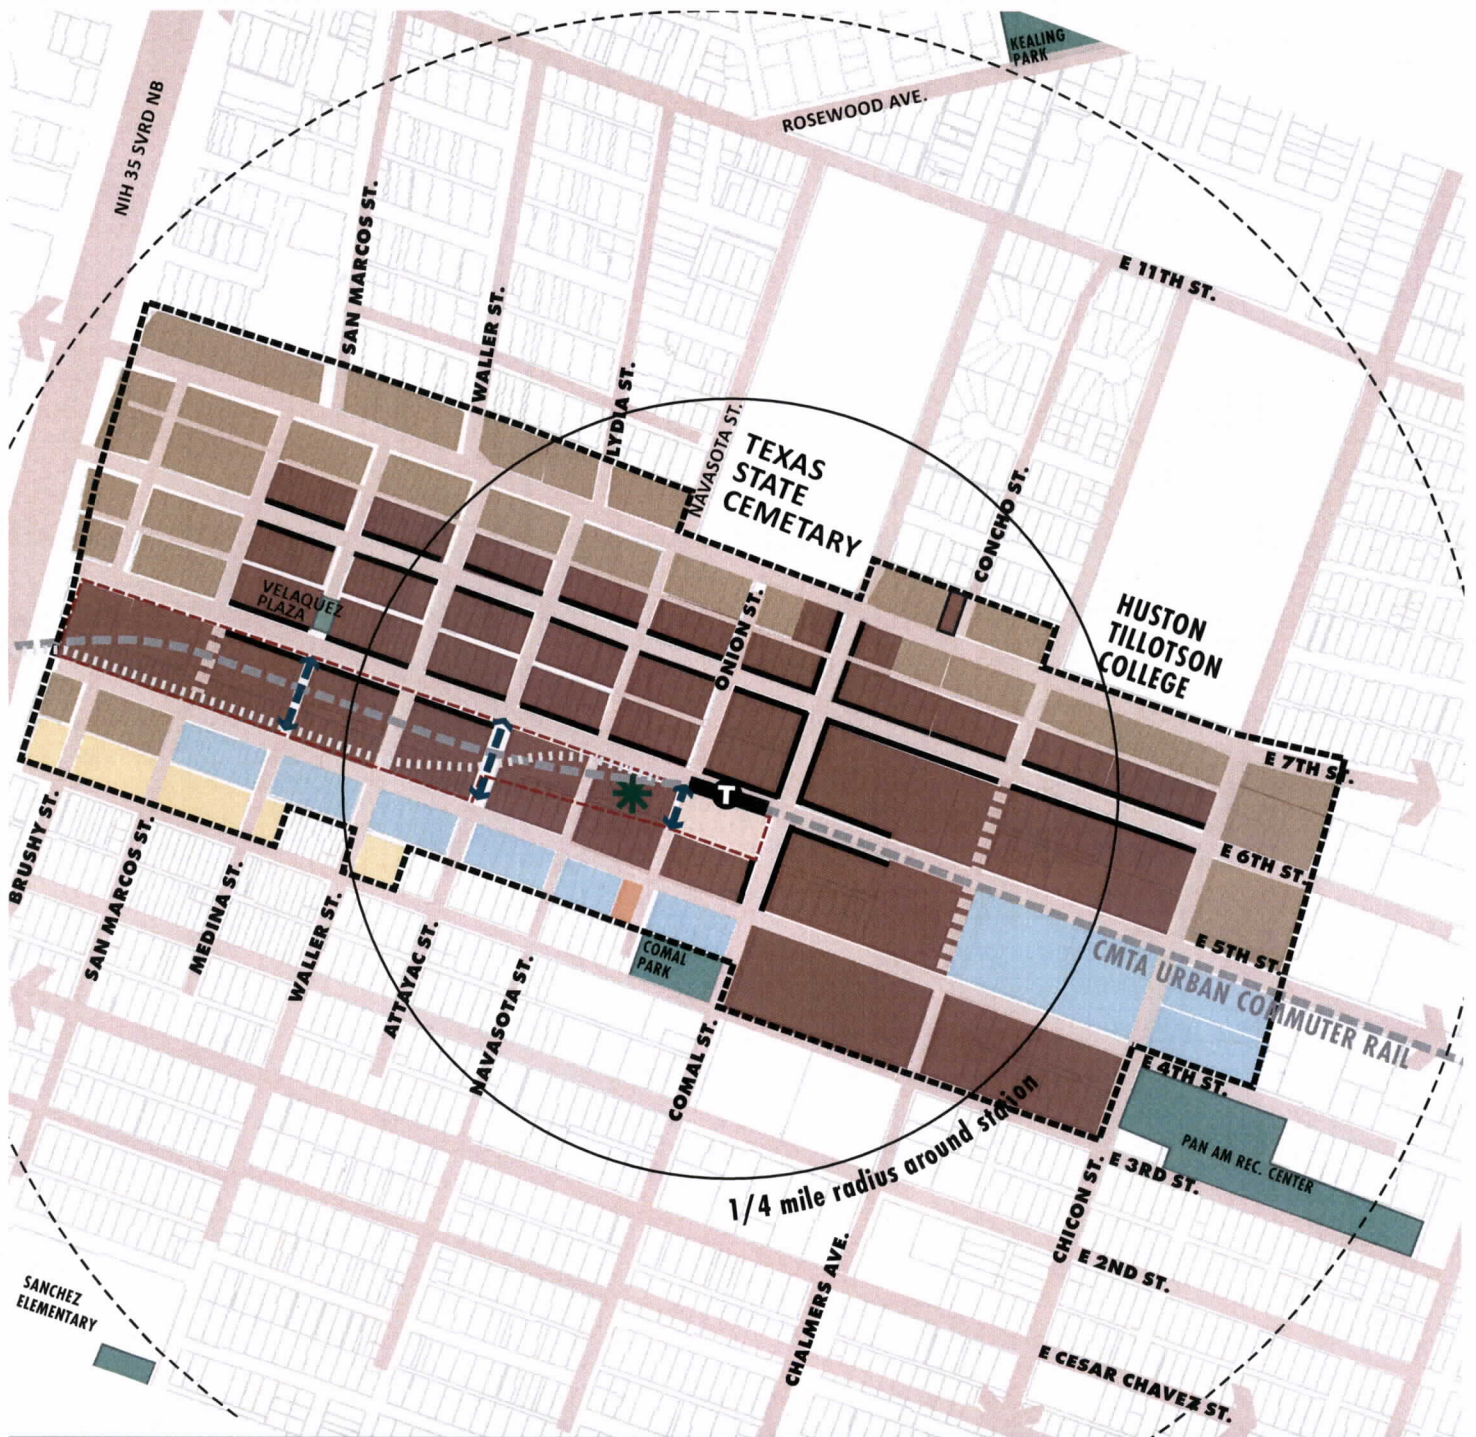 KEALING
PARK
ROSEWOOD AVE.
NIH 35 SVRD NB
SAN MARCOS ST.
E 11TH ST.
WALLER ST.
LYDIA ST.
NAVASOTA ST.
TEXAS
STATE
CEMETARY
CONCHO ST.
VELAQUEZ
PLAZA
ONION ST.
HUSTON
TILLOTSON
COLLEGE
E 7TH ST.
T
E 6TH ST.
BRUSHY ST.
SAN MARCOS ST.
MEDINA ST.
WALLER ST.
ATTAYAC ST.
NAVASOTA ST.
COMAL
PARK
E 5TH ST.
CMTA URBAN COMMUTER RAIL
COMAL ST.
E 4TH ST.
1/4 mile radius around station
PAN AM REC. CENTER
E 3RD ST.
CHICON ST.
CHALMERS AVE.
E 2ND ST.
SANCHEZ
ELEMENTARY
E CESAR CHAVEZ ST.